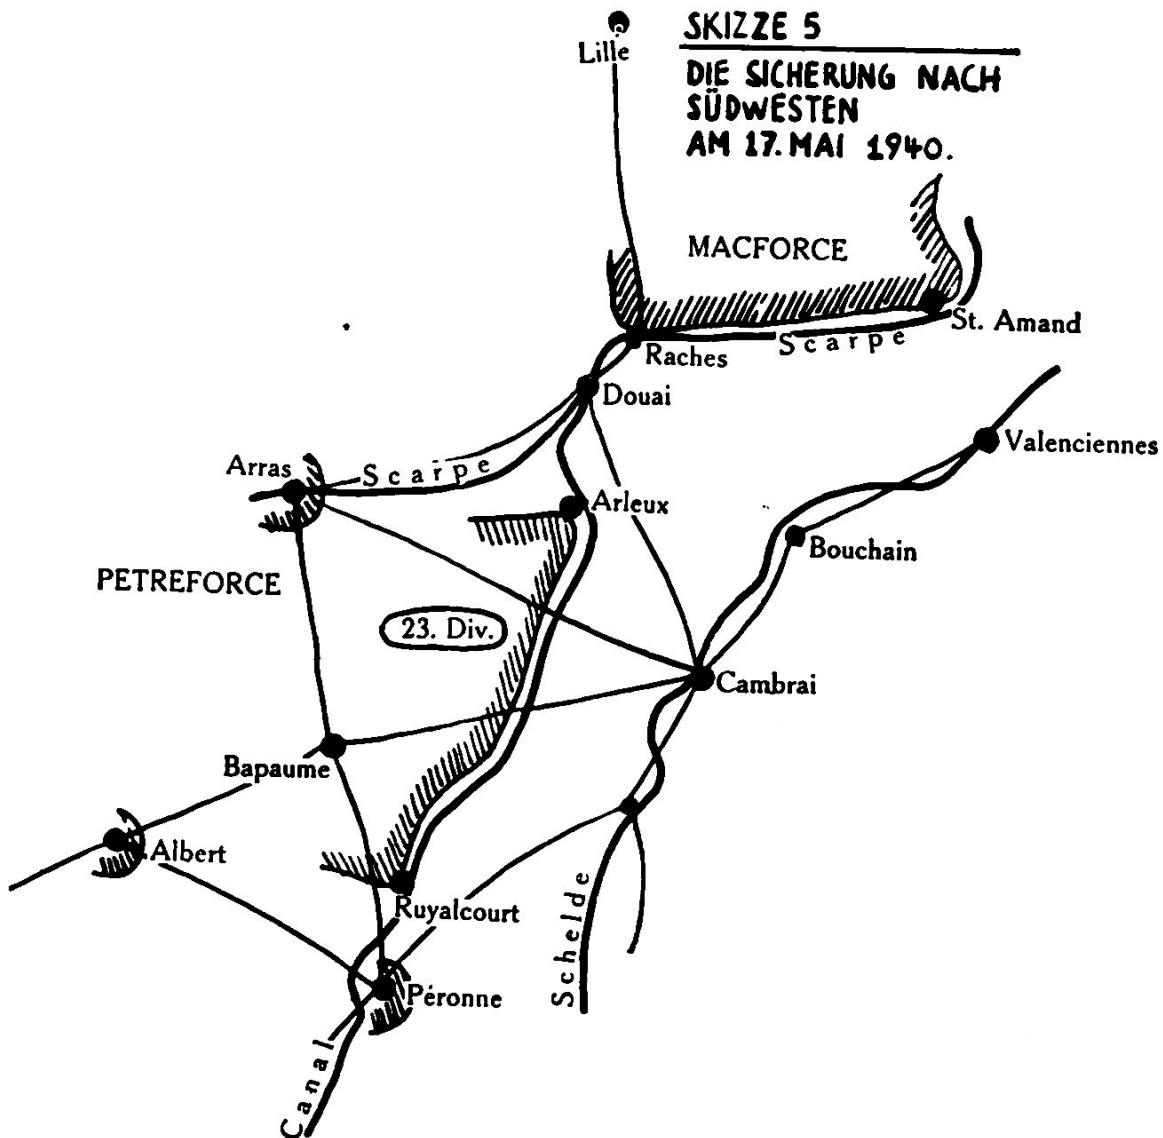 SKIZZE 5
Lille
DIE SICHERUNG NACH
SÜDWESTEN
AM 17. MAI 1940.
MACFORCE
St. Amand
Scarpe
Raches
Douai
Valenciennes
Arras
Scarpe
Arleux
Bouchain
PETREFORCE
23. Div.
Cambrai
Bapaume
Albert
Ruyalcourt
Schelde
Péronne
Canal